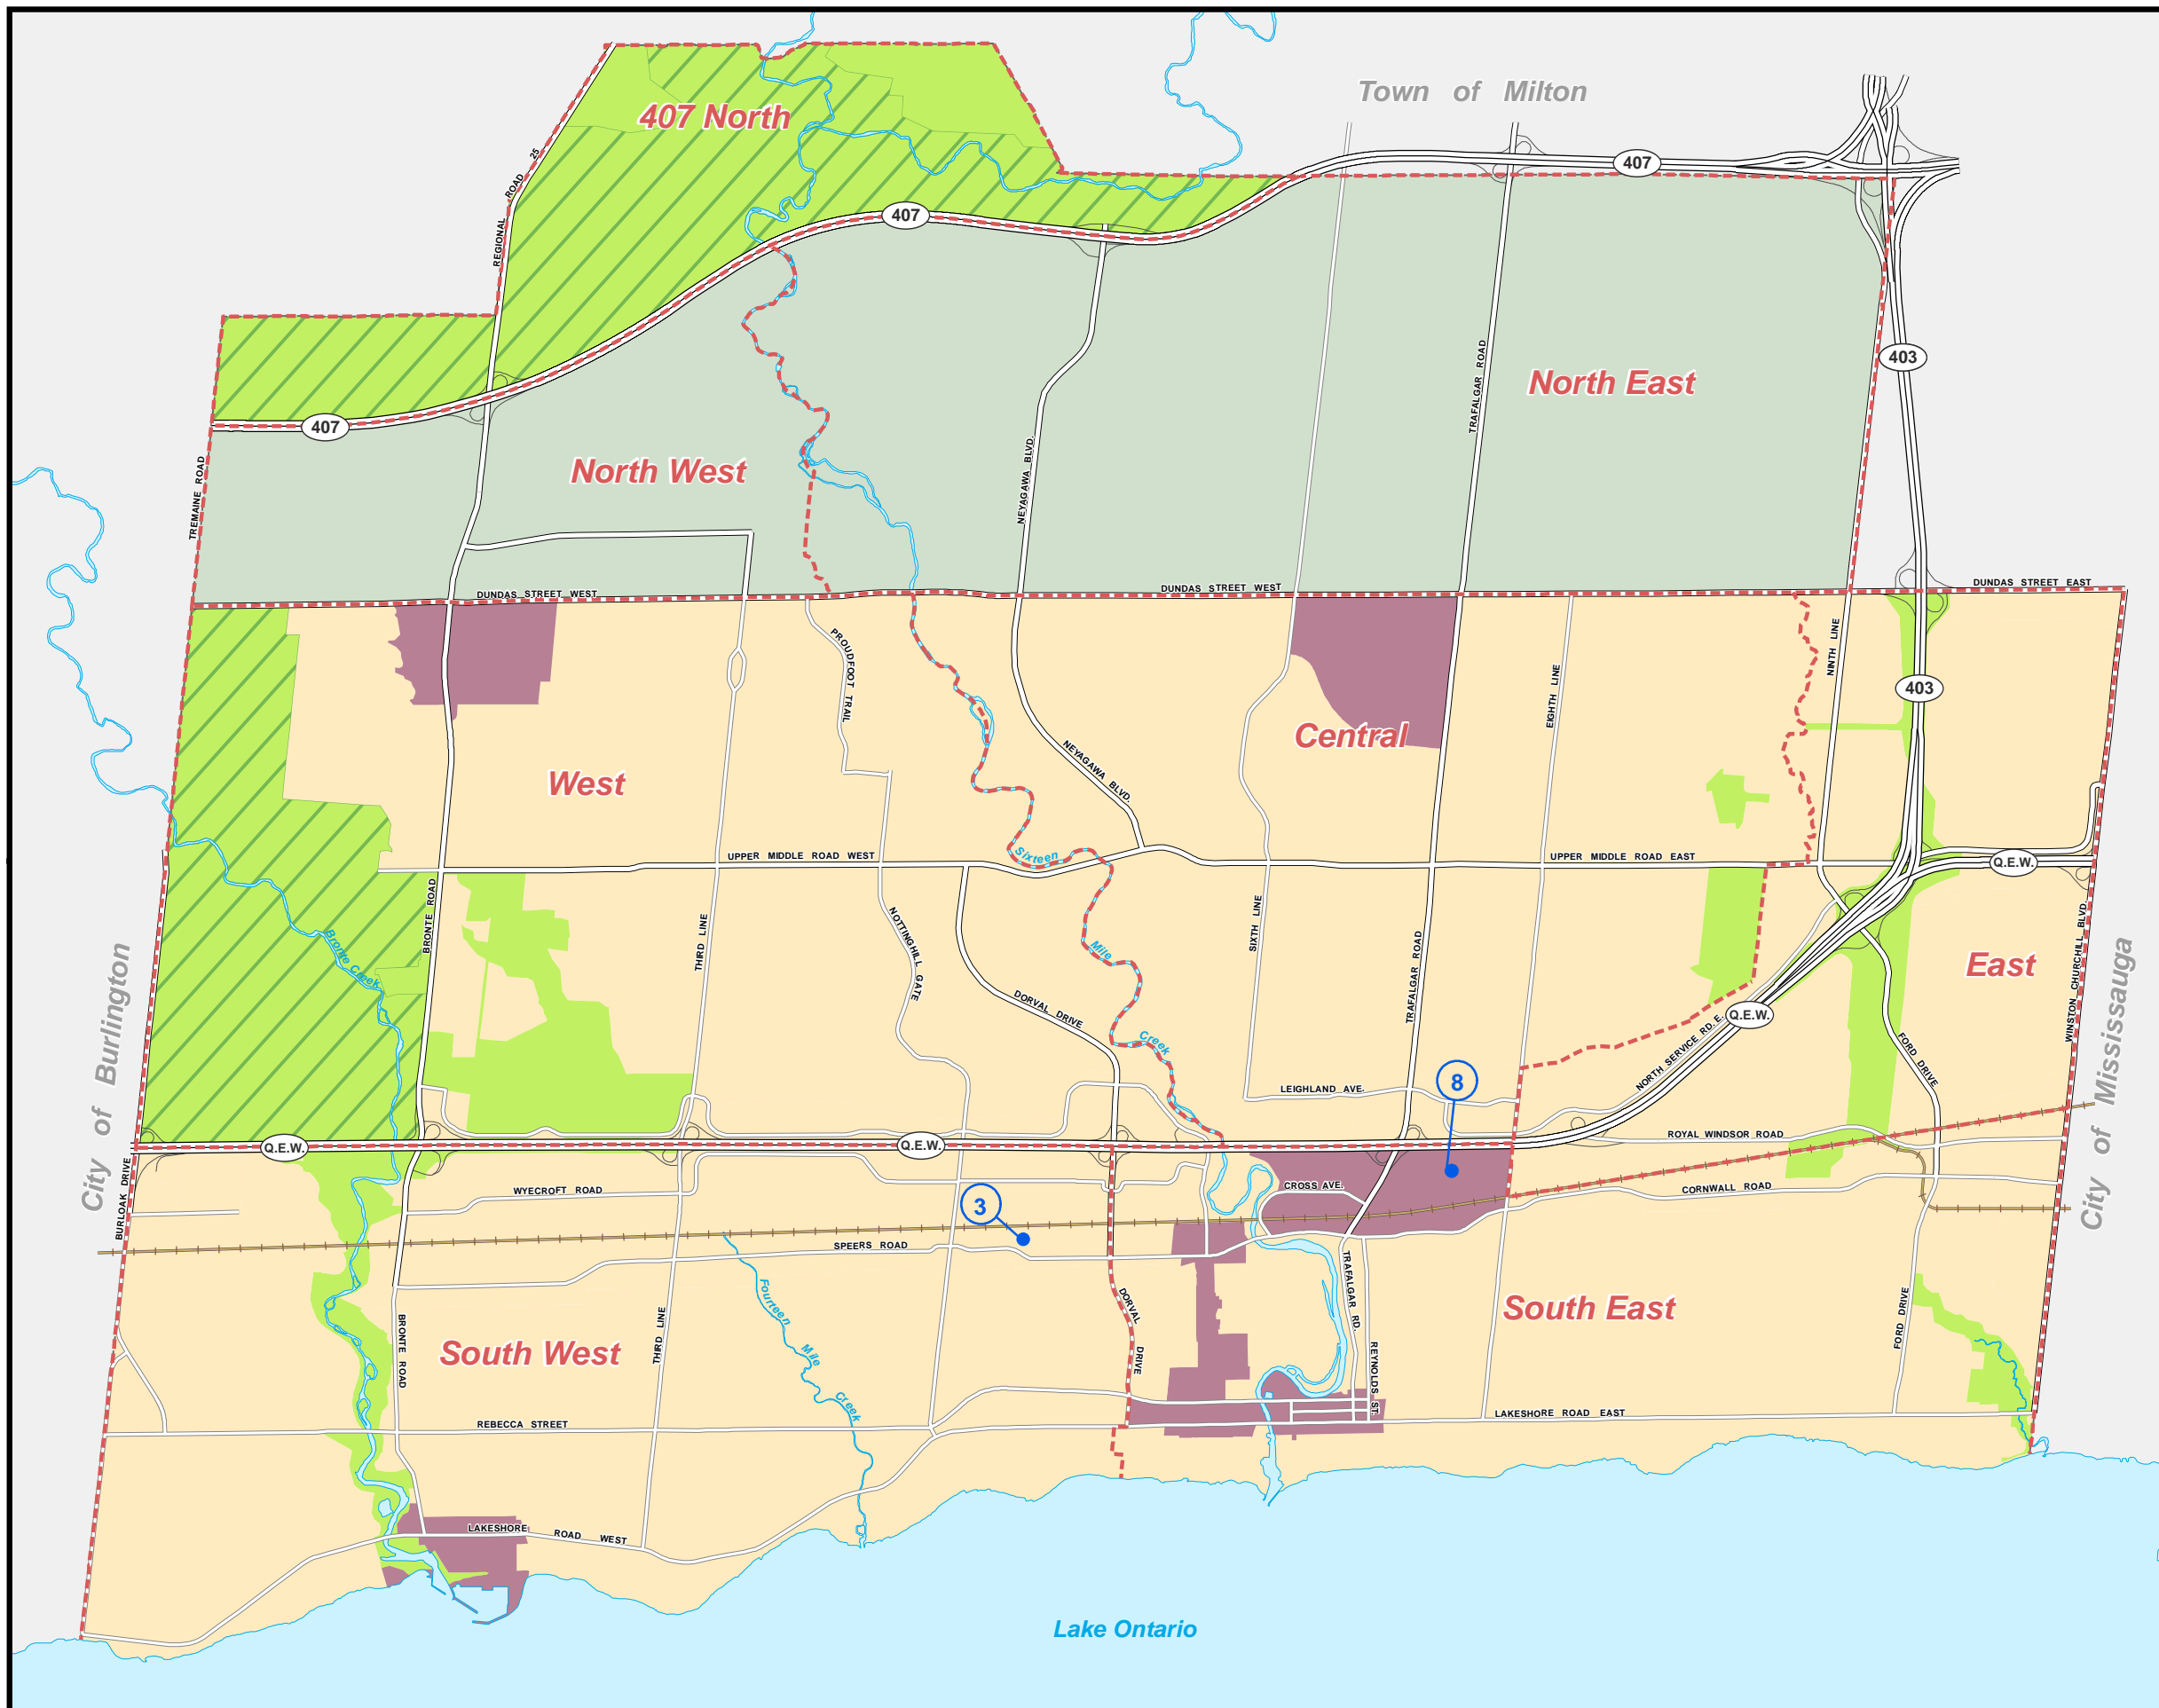 Town of Milton
407 North
407
REGIONAL ROAD 25
407
403
North East
TRAFALGAR ROAD
407
North West
NEYAGAWA BLVD.
TREMAINE ROAD
DUNDAS STREET WEST
DUNDAS STREET WEST
DUNDAS STREET EAST
PROUDFOOT TRAIL
NINTH LINE
EIGHTH LINE
403
Central
West
NEYAGAWA BLVD.
UPPER MIDDLE ROAD WEST
Sixteen
UPPER MIDDLE ROAD EAST
Q.E.W.
BRONTE ROAD
THIRD LINE
NOTTINGHILL GATE
SIXTH LINE
Bronte Creek
Mile
TRAFALGAR ROAD
WINSTON CHURCHILL BLVD.
East
City of Burlington
City of Mississauga
DORVAL DRIVE
Creek
Q.E.W.
NORTH SERVICE RD. E.
FORD DRIVE
8
LEIGHLAND AVE.
ROYAL WINDSOR ROAD
Q.E.W.
Q.E.W.
BURLOAK DRIVE
WYECROFT ROAD
CROSS AVE.
CORNWALL ROAD
3
SPEERS ROAD
Fourteen
Mile
Creek
DORVAL
DRIVE
TRAFALGAR RD.
South East
FORD DRIVE
BRONTE ROAD
South West
THIRD LINE
REYNOLDS ST.
REBECCA STREET
LAKESHORE ROAD EAST
LAKESHORE ROAD WEST
Lake Ontario